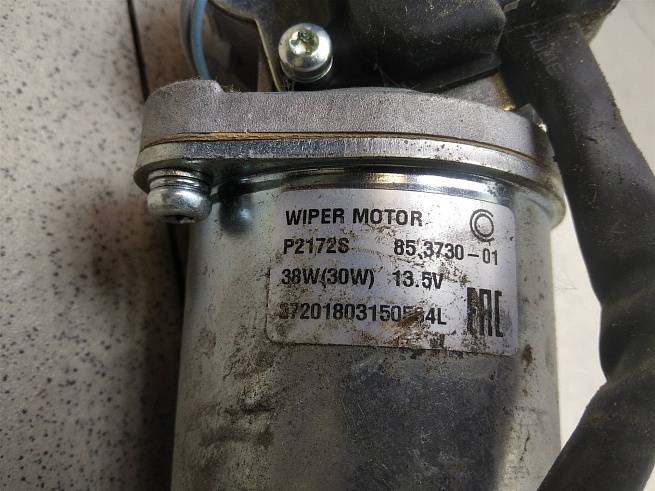 WIPER MOTOR
P2172S 85.3730-01
38W(30W) 13.5V
EAC